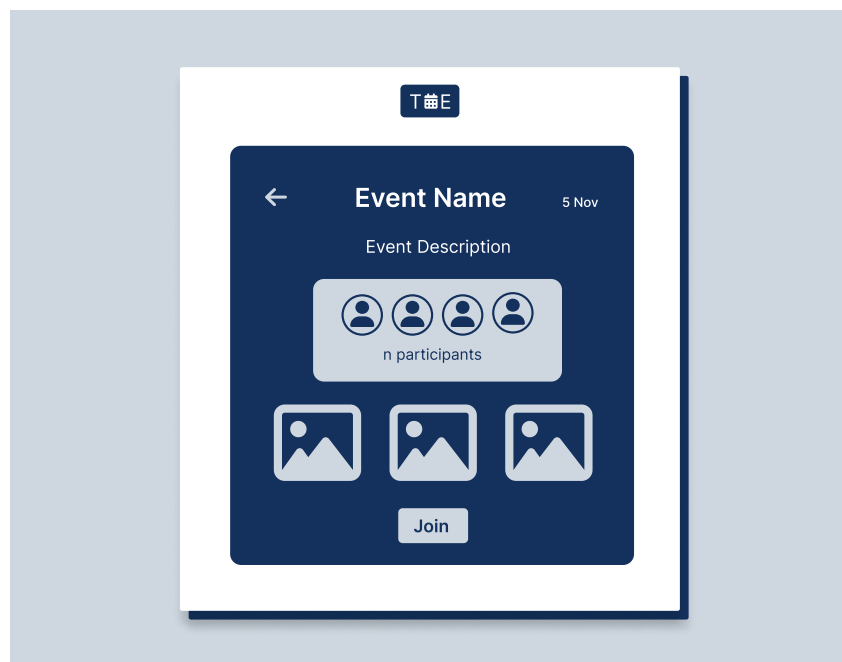 T E
Event Name
5 Nov
Event Description
n participants
Join